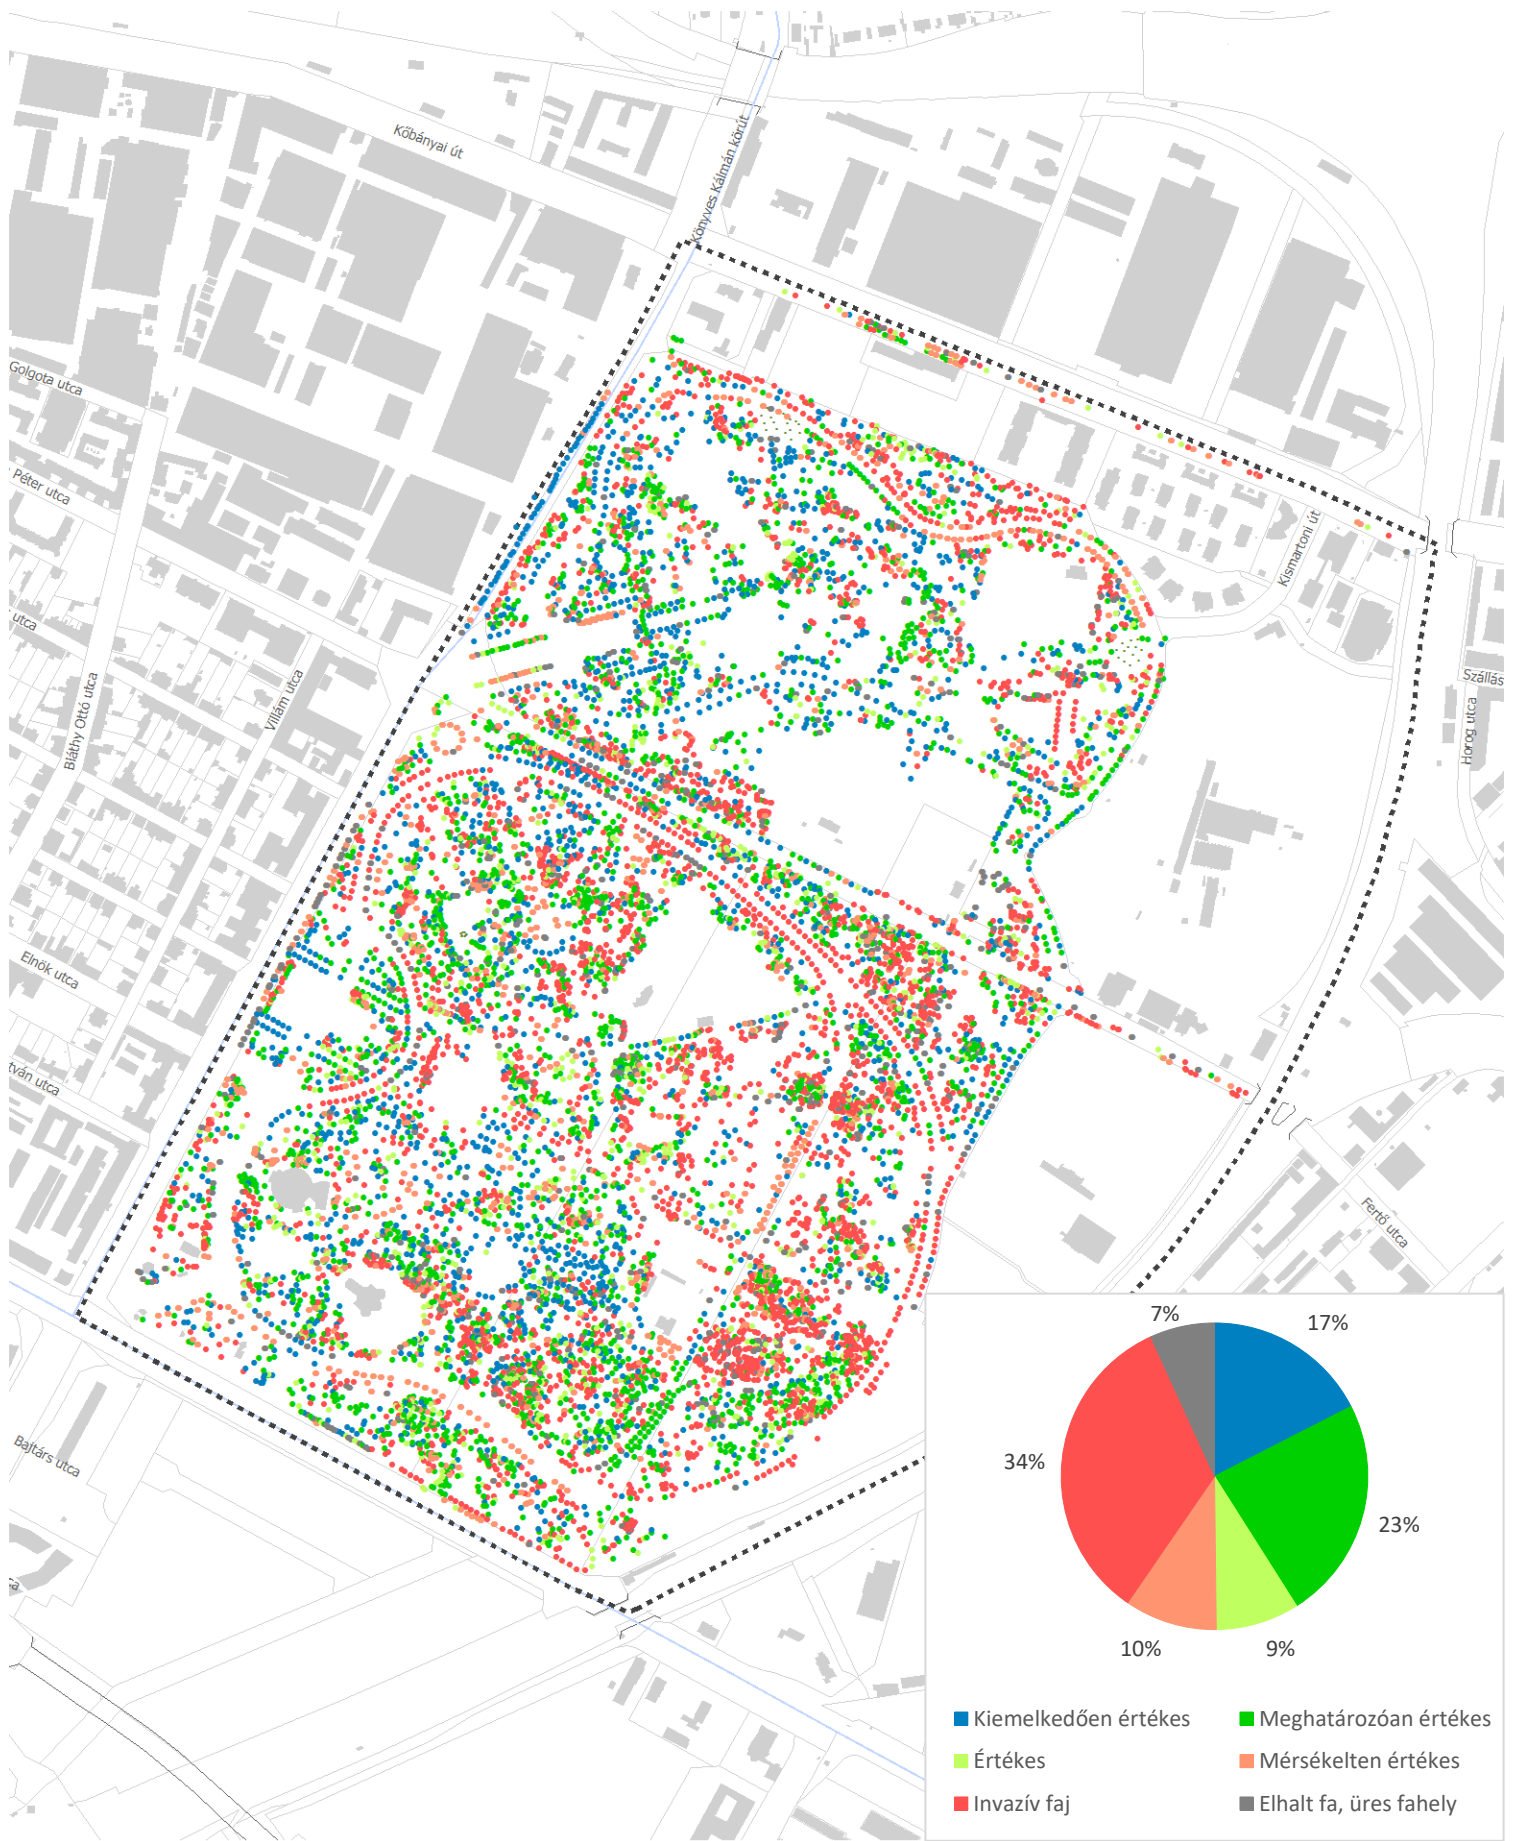 Kőbányai út
Könyves Kálmán körút
Golgota utca
Péter utca
utca
Bláthy Ottó utca
Villám utca
Elnök utca
tván utca
Bajtárs utca
Kismartoni út
Szállás
Horog utca
Fertő utca
7%
17%
34%
23%
10%
9%
Kiemelkedően értékes
Meghatározóan értékes
Értékes
Mérsékelten értékes
Invazív faj
Elhalt fa, üres fahely